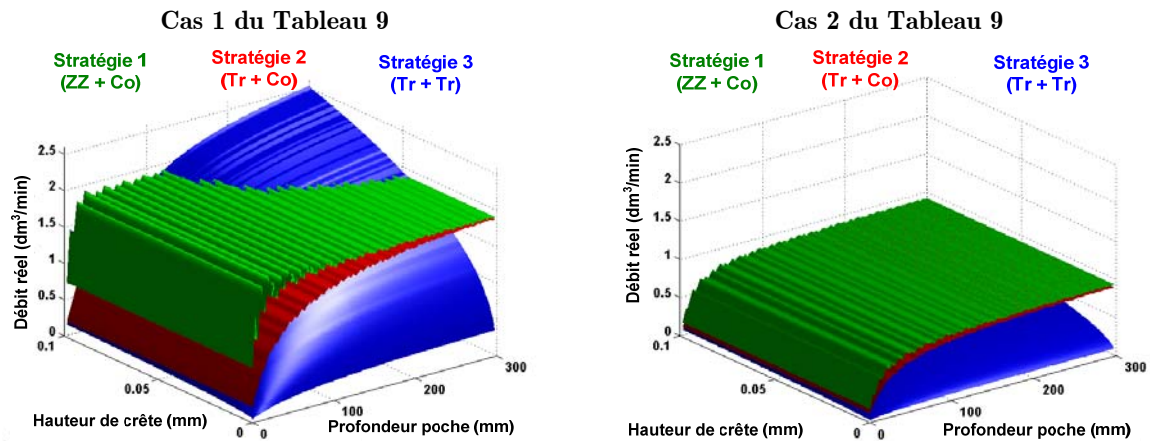 Cas 1 du Tableau 9
Stratégie 1
(ZZ + Co)
Stratégie 2
(Tr + Co)
Stratégie 3
(Tr + Tr)
Débit réel (dm³/min)
2.5
2
1.5
1
0.5
0
0.1
0.05
0
Hauteur de crête (mm)
0
100
200
300
Profondeur poche (mm)
Cas 2 du Tableau 9
Stratégie 1
(ZZ + Co)
Stratégie 2
(Tr + Co)
Stratégie 3
(Tr + Tr)
Débit réel (dm³/min)
2.5
2
1.5
1
0.5
0
0.1
0.05
0
Hauteur de crête (mm)
0
100
200
300
Profondeur poche (mm)